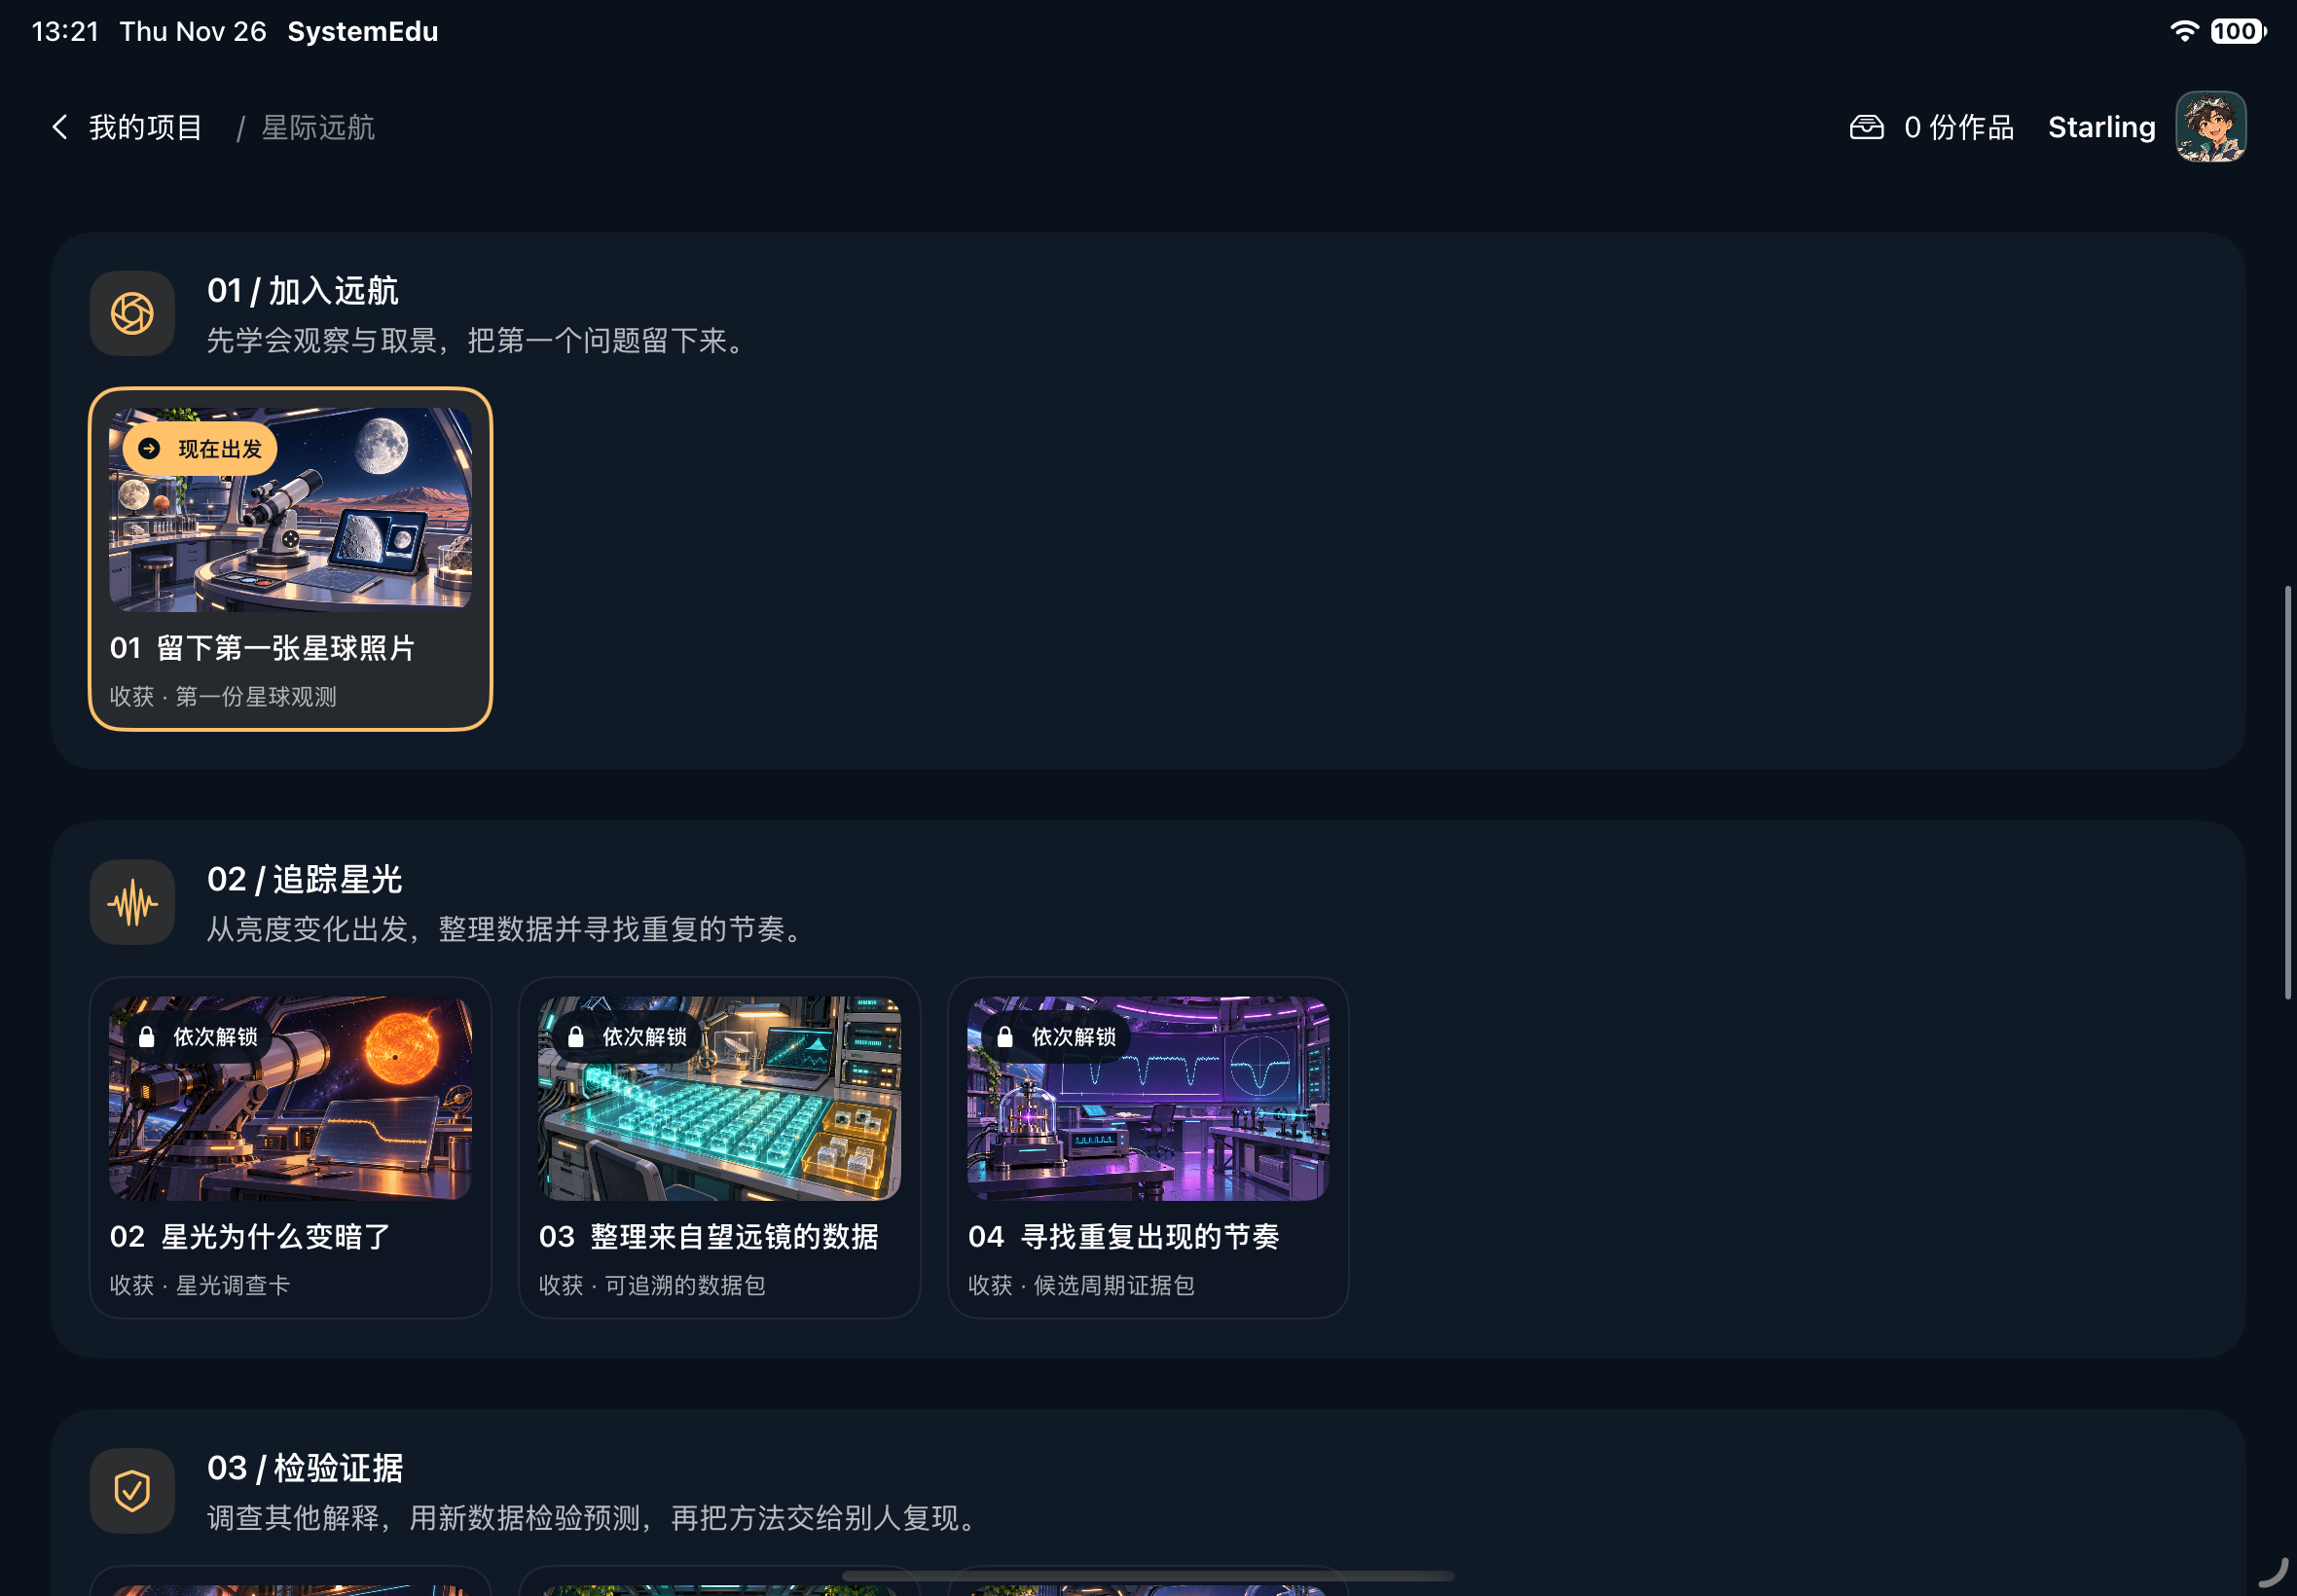 13:21 Thu Nov 26 SystemEdu
100
我的项目 / 星际远航
0 份作品 Starling
01 / 加入远航
先学会观察与取景，把第一个问题留下来。
现在出发
01 留下第一张星球照片
收获 · 第一份星球观测
02 / 追踪星光
从亮度变化出发，整理数据并寻找重复的节奏。
依次解锁
02 星光为什么变暗了
收获 · 星光调查卡
依次解锁
03 整理来自望远镜的数据
收获 · 可追溯的数据包
依次解锁
04 寻找重复出现的节奏
收获 · 候选周期证据包
03 / 检验证据
调查其他解释，用新数据检验预测，再把方法交给别人复现。